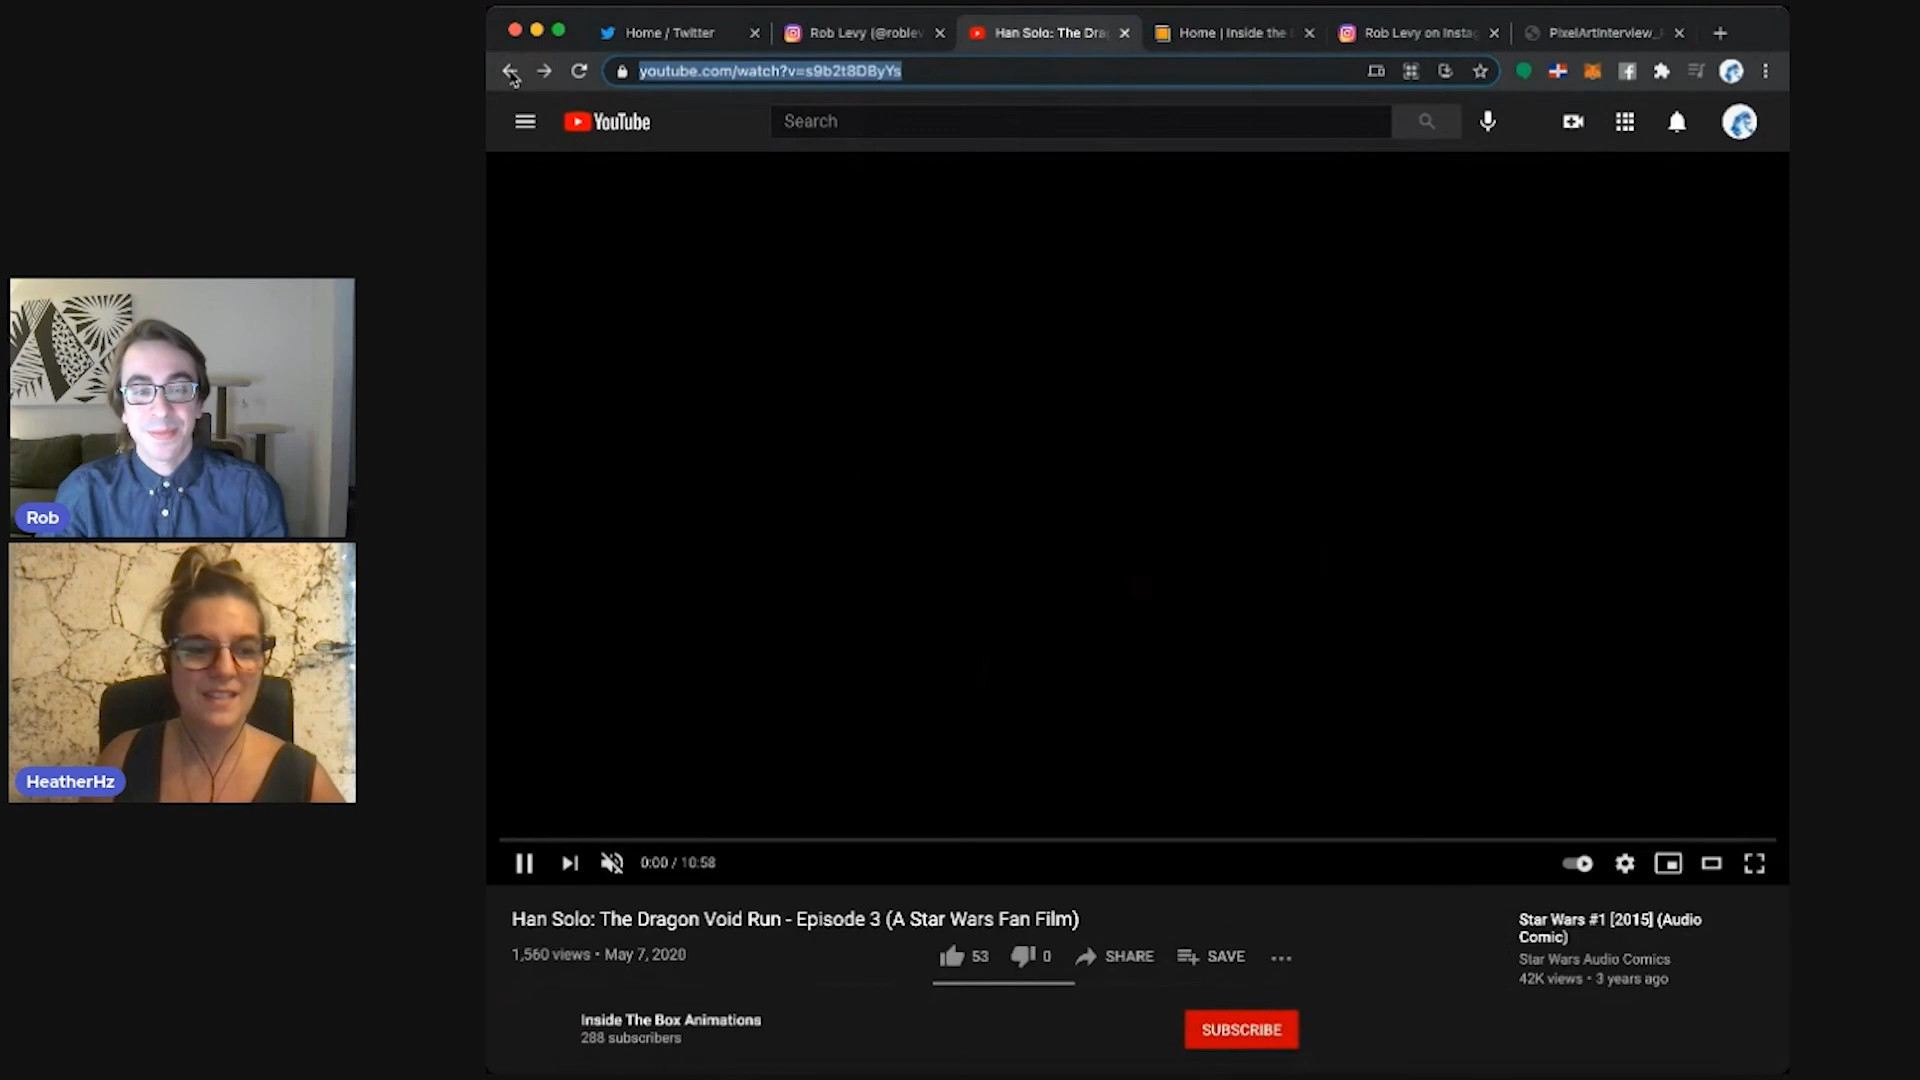 Home / Twitter
Rob Levy (@roblev
Han Solo: The Dra
Home | Inside the
Rob Levy on Insta
PixelArtInterview_
youtube.com/watch?v=s9b2t8DByYs
YouTube
Search
Rob
HeatherHz
0:00 / 10:58
Han Solo: The Dragon Void Run - Episode 3 (A Star Wars Fan Film)
1,560 views • May 7, 2020
53
0
SHARE
SAVE
Star Wars #1 [2015] (Audio
Comic)
Star Wars Audio Comics
42K views • 3 years ago
Inside The Box Animations
288 subscribers
SUBSCRIBE